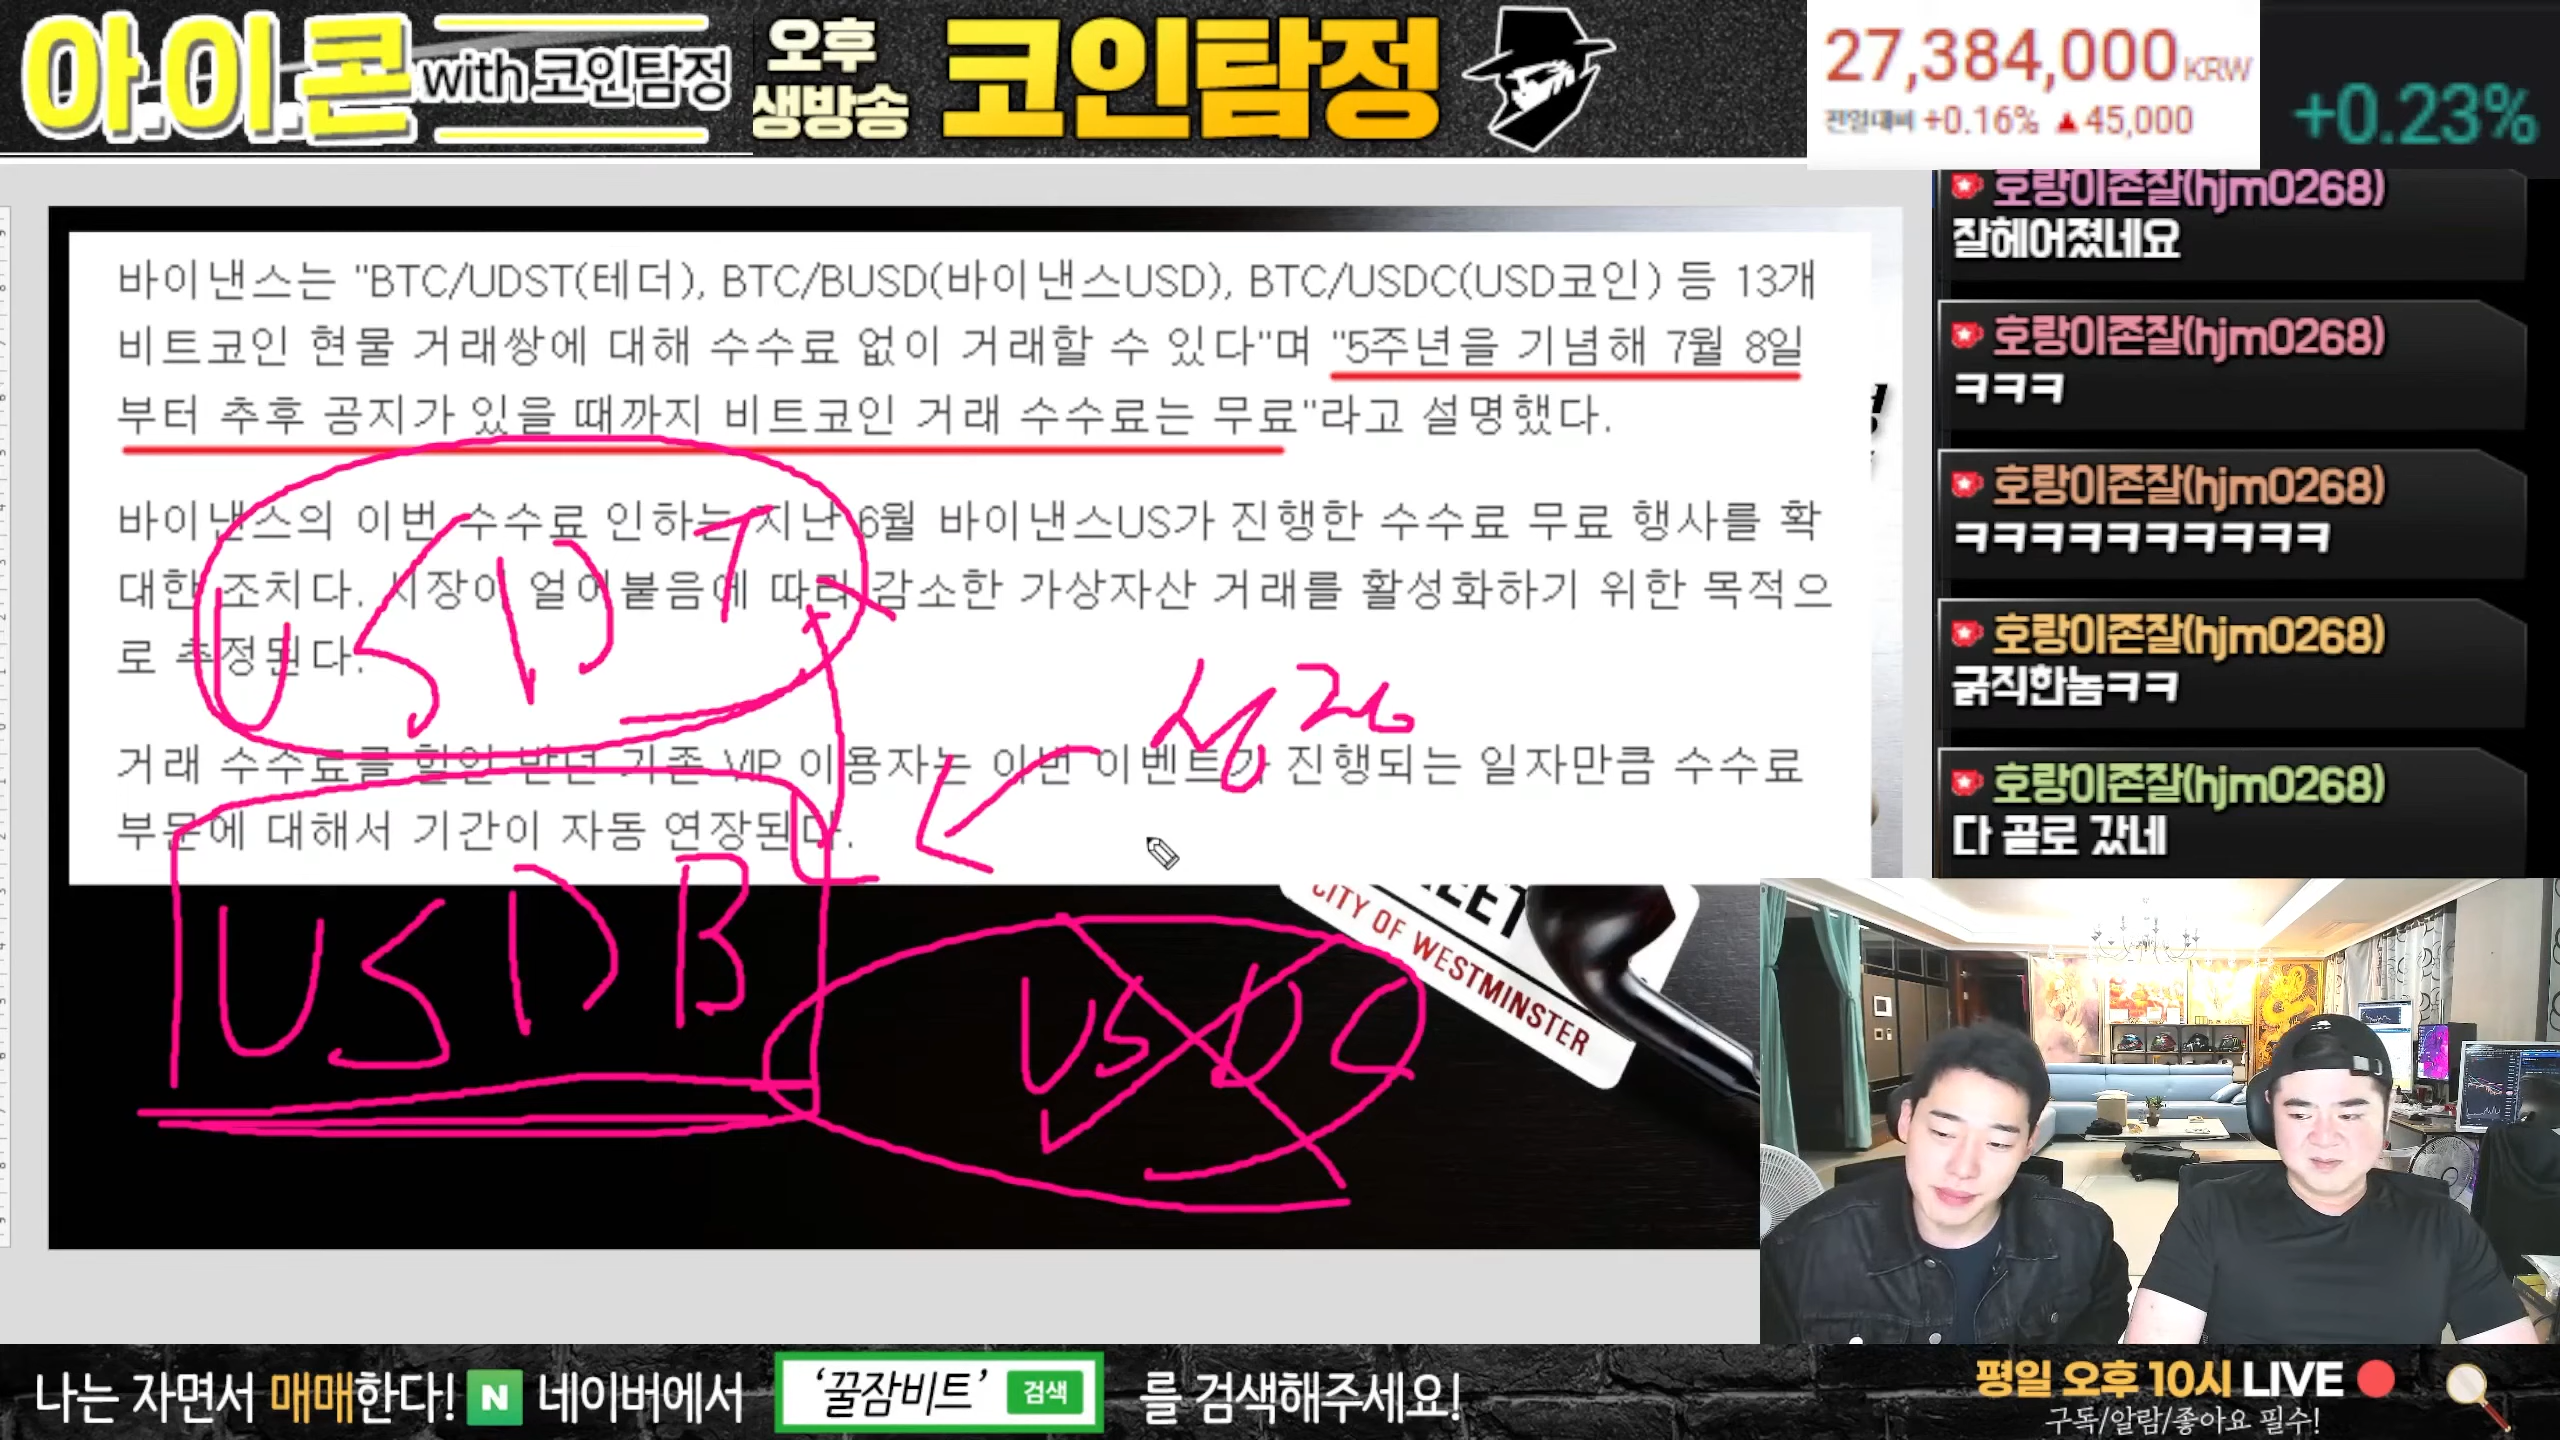 아이콘 with 코인탐정
오후
생방송
코인탐정
27,384,000 KRW
전일대비 +0.16% ▲45,000
+0.23%
바이낸스는 "BTC/UDST(테더), BTC/BUSD(바이낸스USD), BTC/USDC(USD코인) 등 13개
비트코인 현물 거래쌍에 대해 수수료 없이 거래할 수 있다"며 "5주년을 기념해 7월 8일
부터 추후 공지가 있을 때까지 비트코인 거래 수수료는 무료"라고 설명했다.
바이낸스의 이번 수수료 인하는 지난 6월 바이낸스US가 진행한 수수료 무료 행사를 확
대한 조치다. 시장이 얼어붙음에 따라 감소한 가상자산 거래를 활성화하기 위한 목적으
로 추정된다.
거래 수수료를 할인 받던 기존 VIP 이용자는 이번 이벤트가 진행되는 일자만큼 수수료
부문에 대해서 기간이 자동 연장된다.
USDT
USDB
USDC
CITY OF WESTMINSTER
호랑이존잘(hjm0268)
잘헤어졌네요
호랑이존잘(hjm0268)
ㅋㅋㅋ
호랑이존잘(hjm0268)
ㅋㅋㅋㅋㅋㅋㅋㅋㅋㅋ
호랑이존잘(hjm0268)
굵직한놈ㅋㅋ
호랑이존잘(hjm0268)
다 골로 갔네
나는 자면서 매매한다! N 네이버에서 '꿀잠비트' 검색 를 검색해주세요!
평일 오후 10시 LIVE
구독/알람/좋아요 필수!